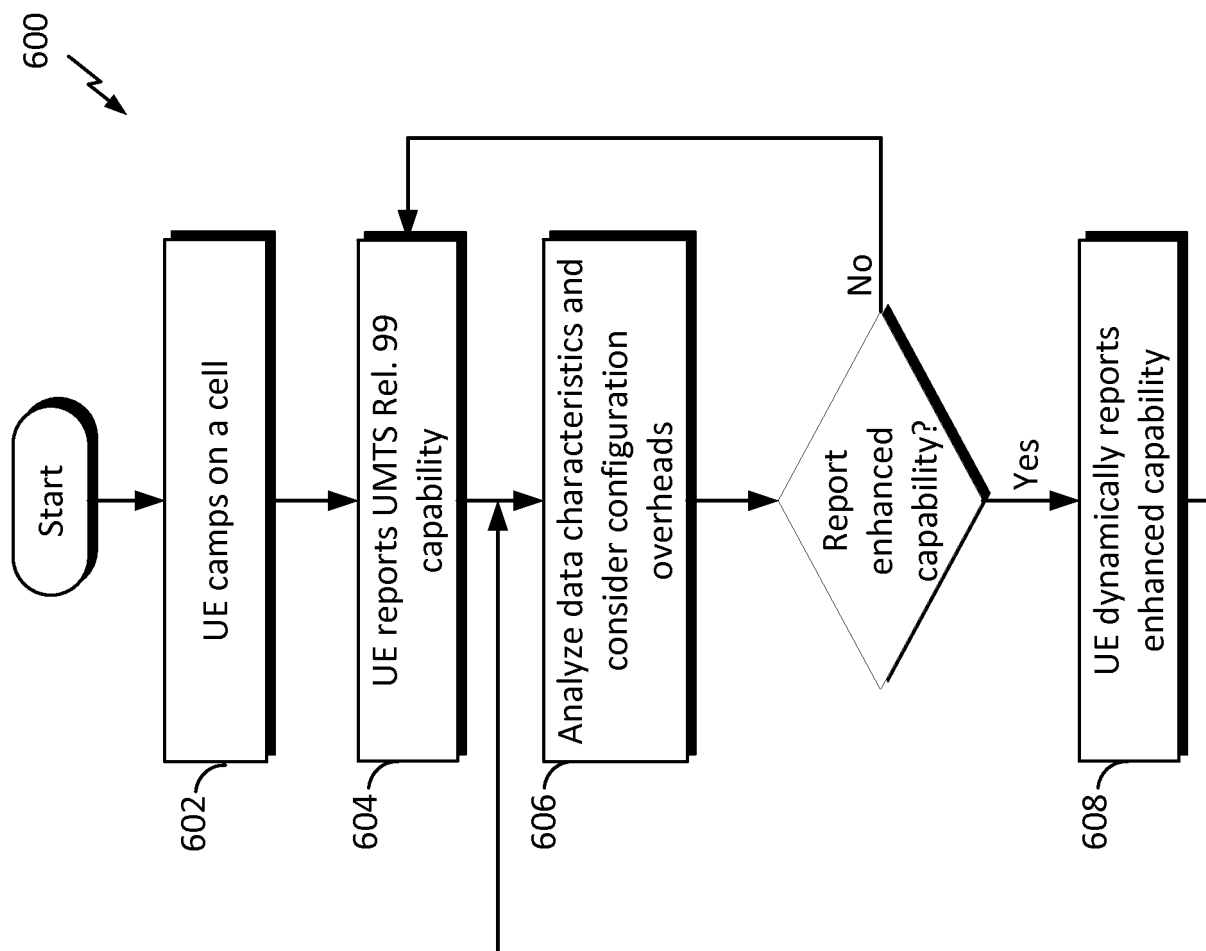 600
Start
602
UE camps on a cell
604
UE reports UMTS Rel. 99
capability
606
Analyze data characteristics and
consider configuration
overheads
Report
enhanced
capability?
No
Yes
608
UE dynamically reports
enhanced capability